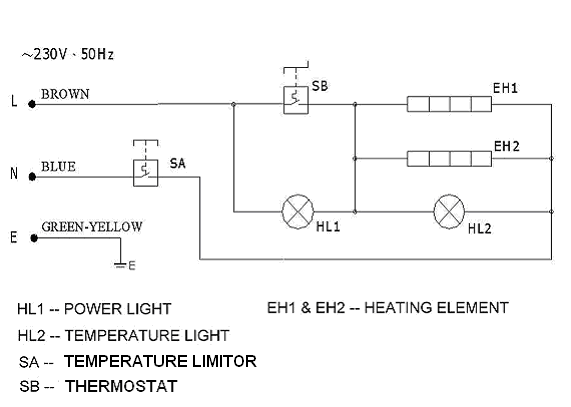 ~230V、50Hz
L BROWN
SB
EH1
EH2
N BLUE
SA
E GREEN-YELLOW
HL1
HL2
E
HL1 -- POWER LIGHT
EH1 & EH2 -- HEATING ELEMENT
HL2 -- TEMPERATURE LIGHT
SA -- TEMPERATURE LIMITOR
SB -- THERMOSTAT